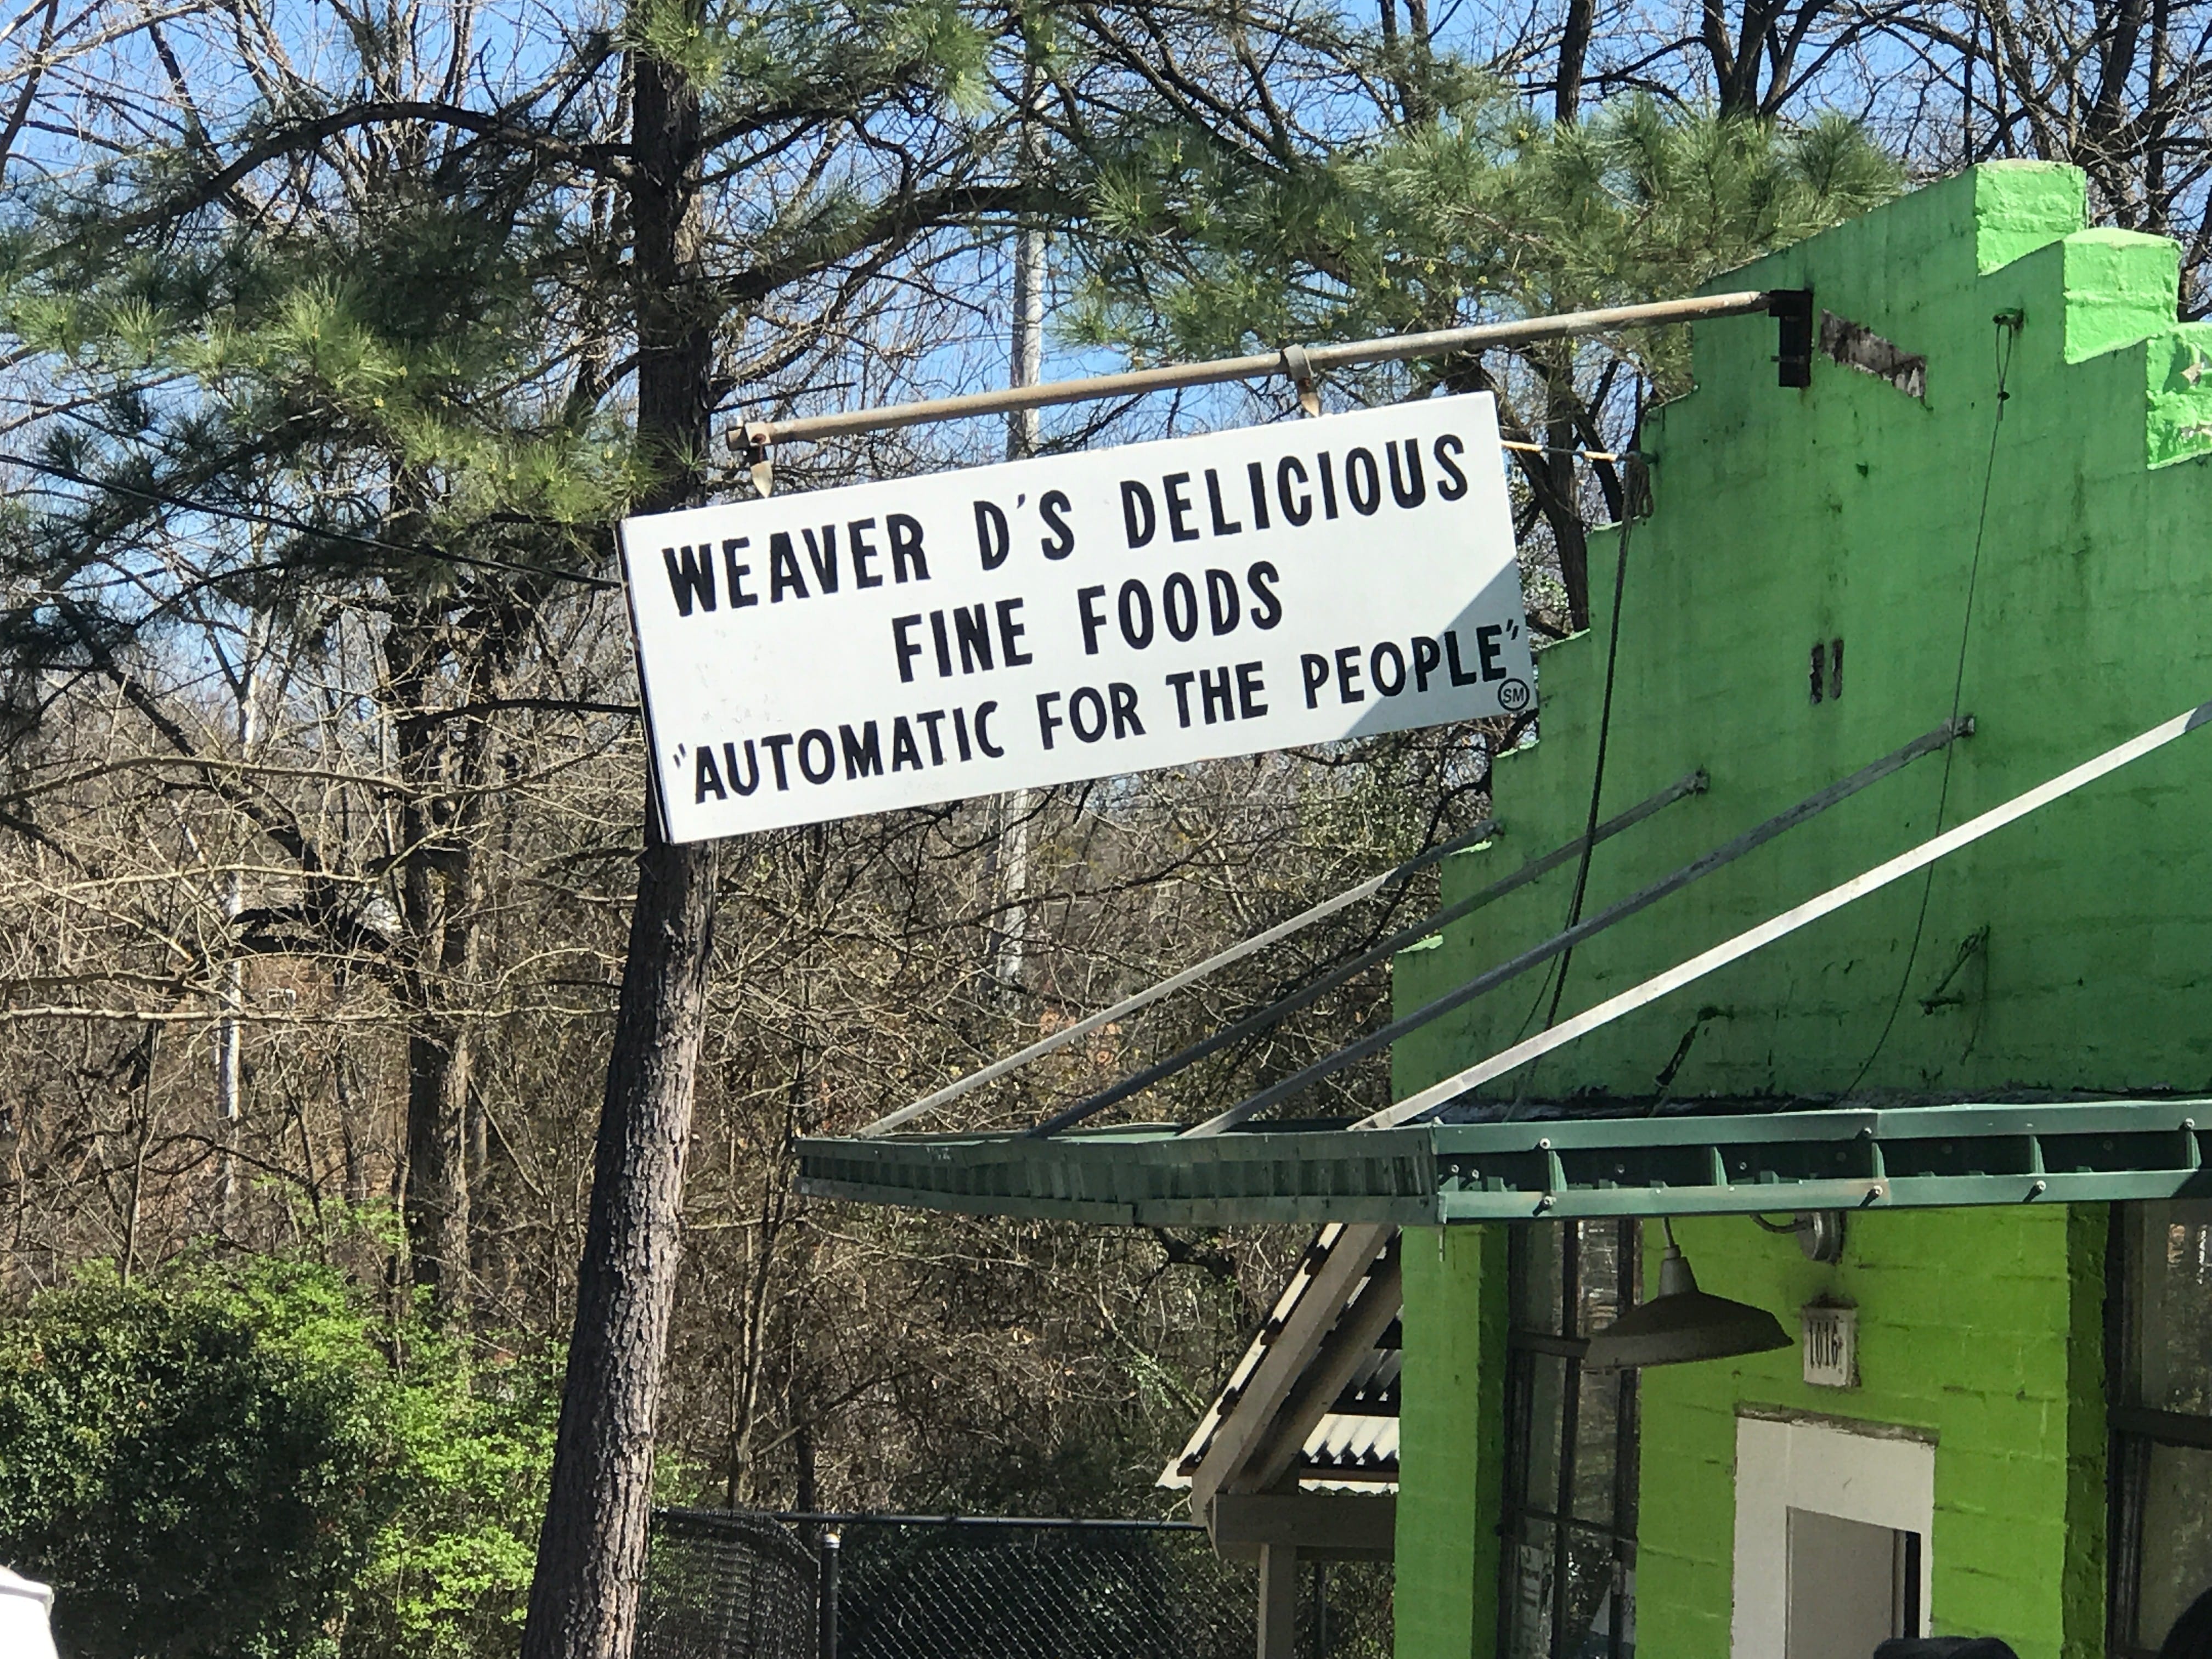 WEAVER D'S DELICIOUS
FINE FOODS
"AUTOMATIC FOR THE PEOPLE"
SM
1016